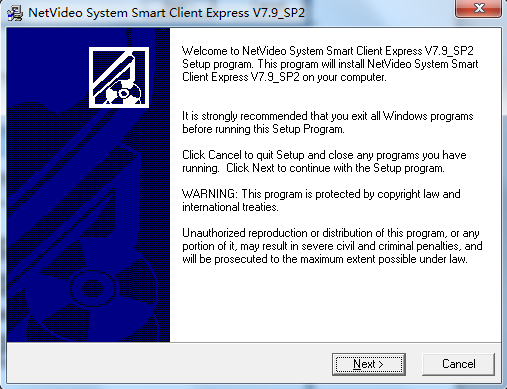 NetVideo System Smart Client Express V7.9_SP2
Welcome to NetVideo System Smart Client Express V7.9_SP2
Setup program. This program will install NetVideo System Smart
Client Express V7.9_SP2 on your computer.
It is strongly recommended that you exit all Windows programs
before running this Setup Program.
Click Cancel to quit Setup and close any programs you have
running. Click Next to continue with the Setup program.
WARNING: This program is protected by copyright law and
international treaties.
Unauthorized reproduction or distribution of this program, or any
portion of it, may result in severe civil and criminal penalties, and
will be prosecuted to the maximum extent possible under law.
Next >
Cancel